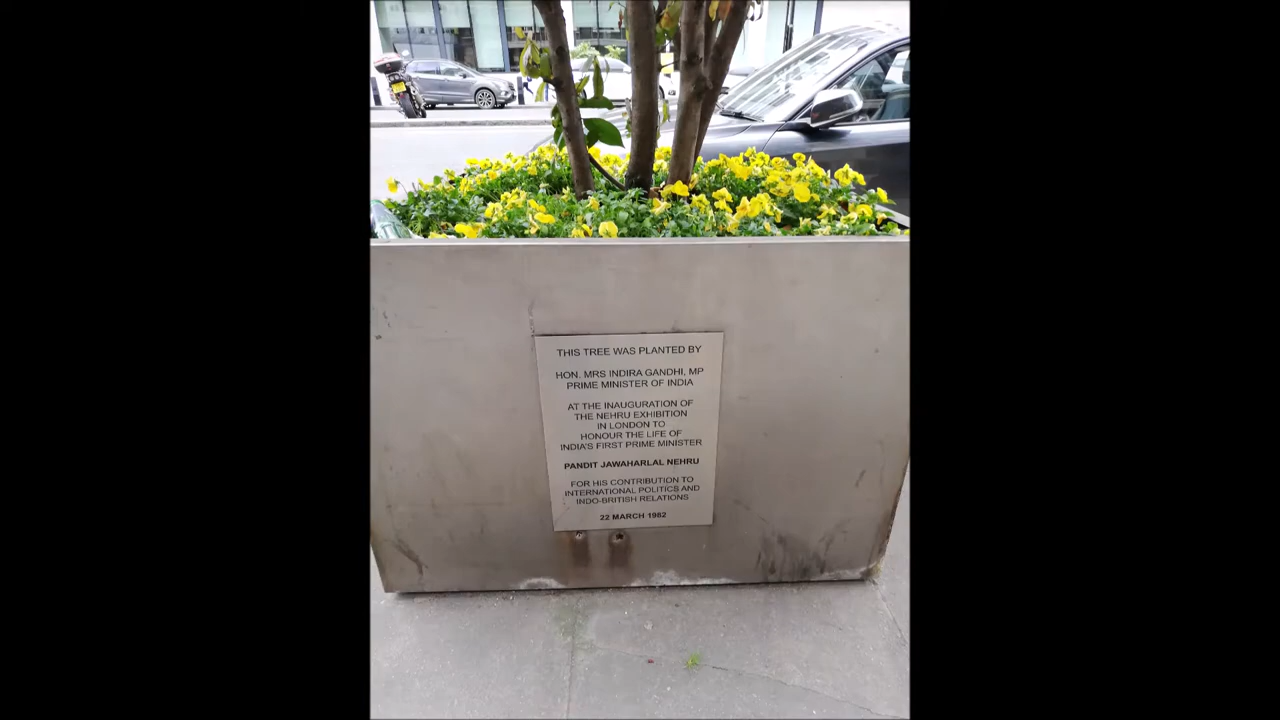 THIS TREE WAS PLANTED BY
HON. MRS INDIRA GANDHI, MP
PRIME MINISTER OF INDIA
AT THE INAUGURATION OF
THE NEHRU EXHIBITION
IN LONDON TO
HONOUR THE LIFE OF
INDIA'S FIRST PRIME MINISTER
PANDIT JAWAHARLAL NEHRU
FOR HIS CONTRIBUTION TO
INTERNATIONAL POLITICS AND
INDO-BRITISH RELATIONS
22 MARCH 1982